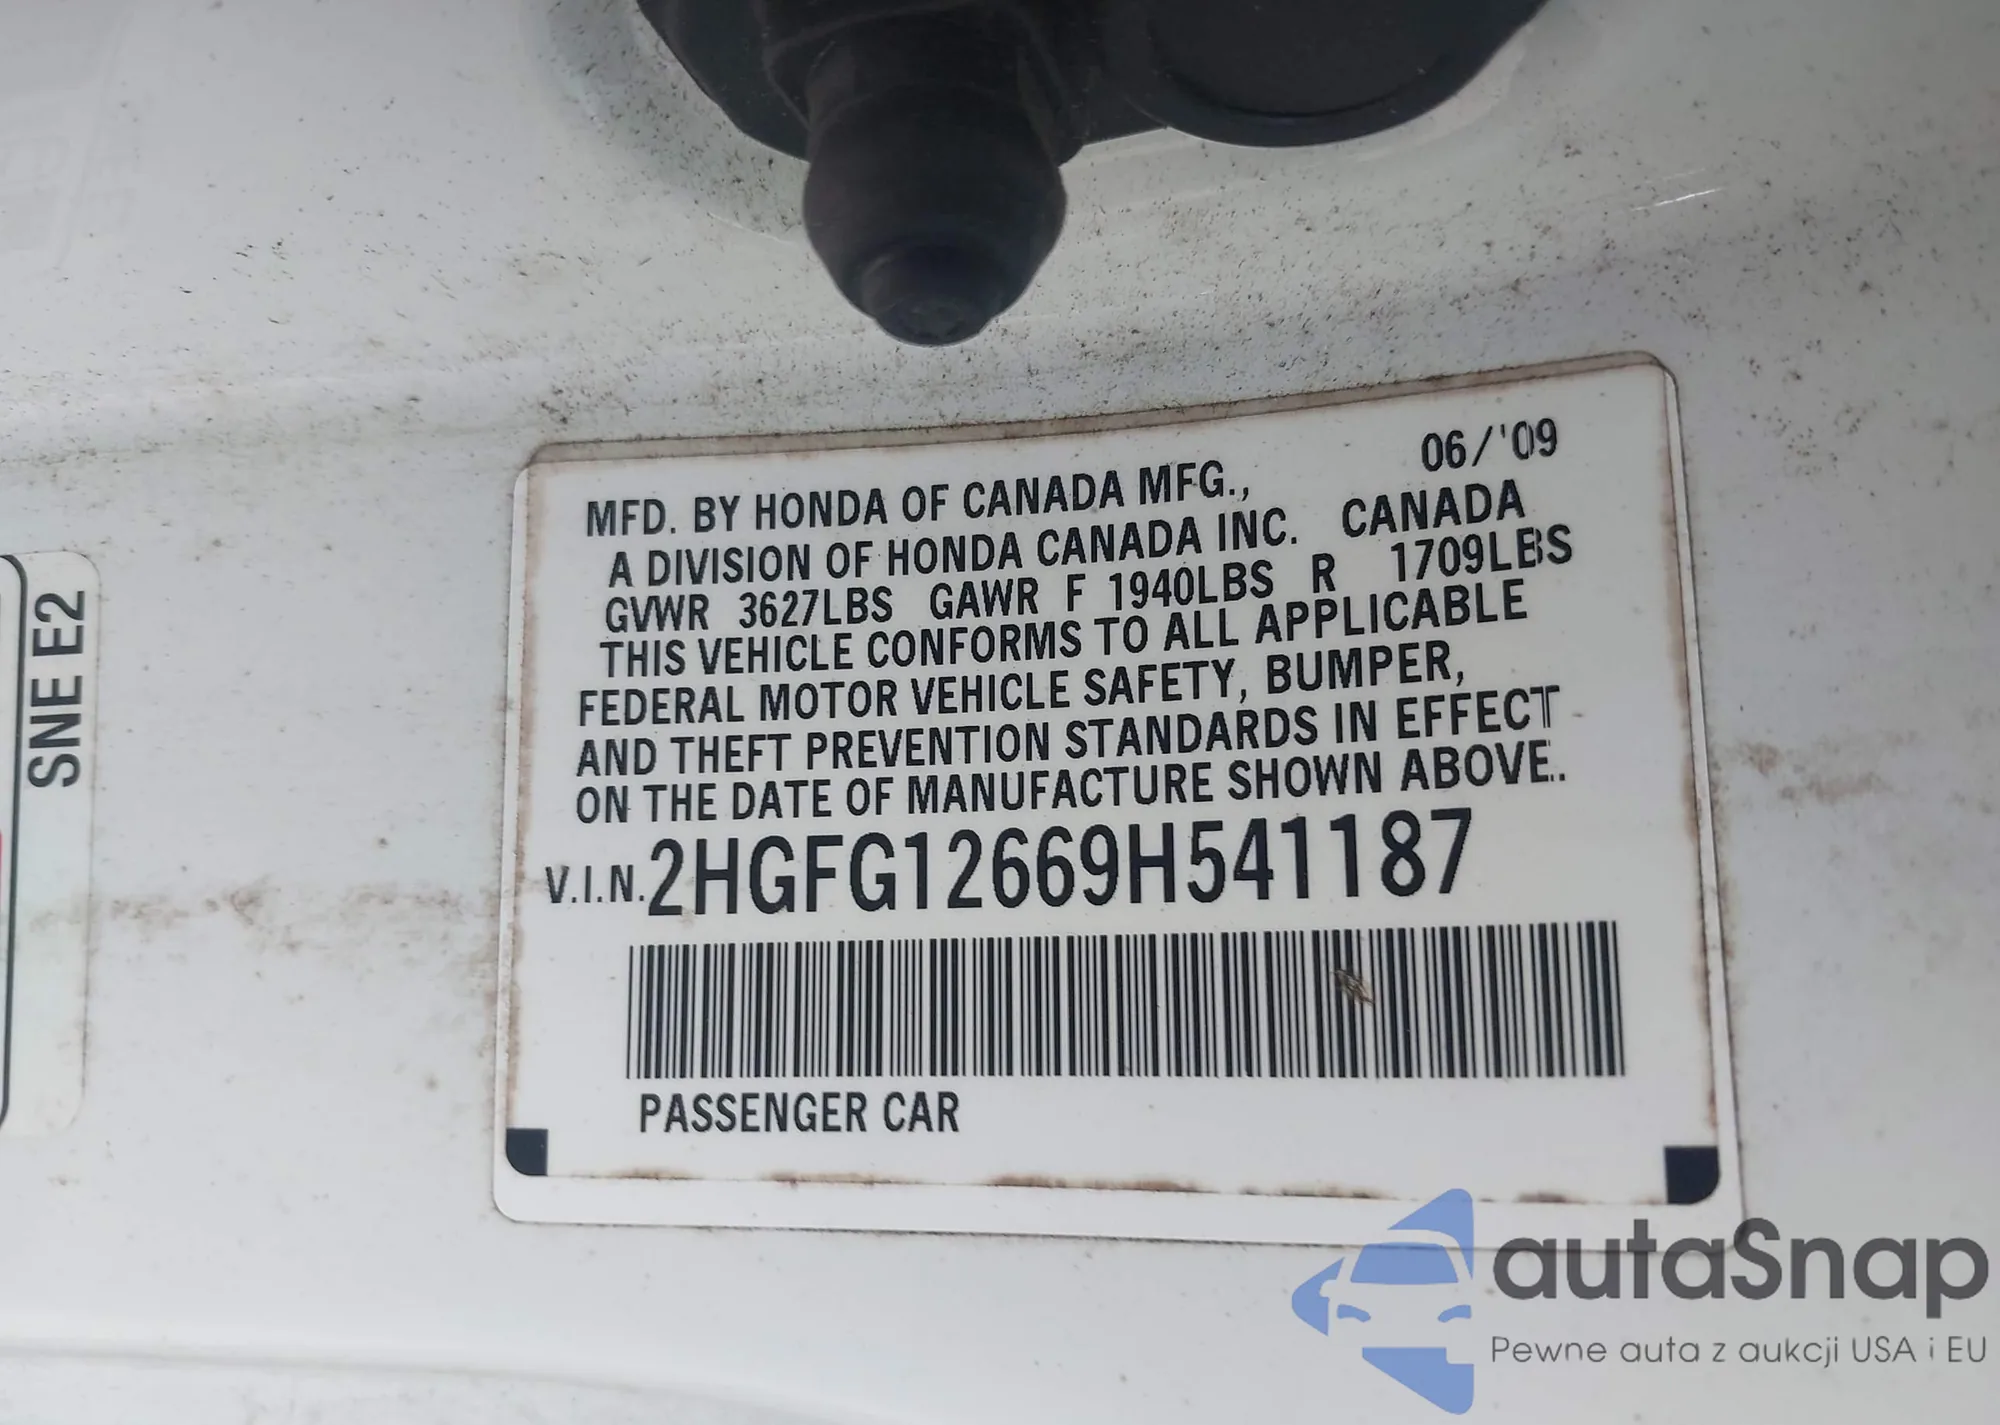 06/'09
MFD. BY HONDA OF CANADA MFG.,
A DIVISION OF HONDA CANADA INC. CANADA
GVWR 3627LBS GAWR F 1940LBS R 1709LBS
THIS VEHICLE CONFORMS TO ALL APPLICABLE
FEDERAL MOTOR VEHICLE SAFETY, BUMPER,
AND THEFT PREVENTION STANDARDS IN EFFECT
ON THE DATE OF MANUFACTURE SHOWN ABOVE.
V.I.N. 2HGFG12669H541187
PASSENGER CAR
SNE E2
autaSnap
Pewne auta z aukcji USA i EU